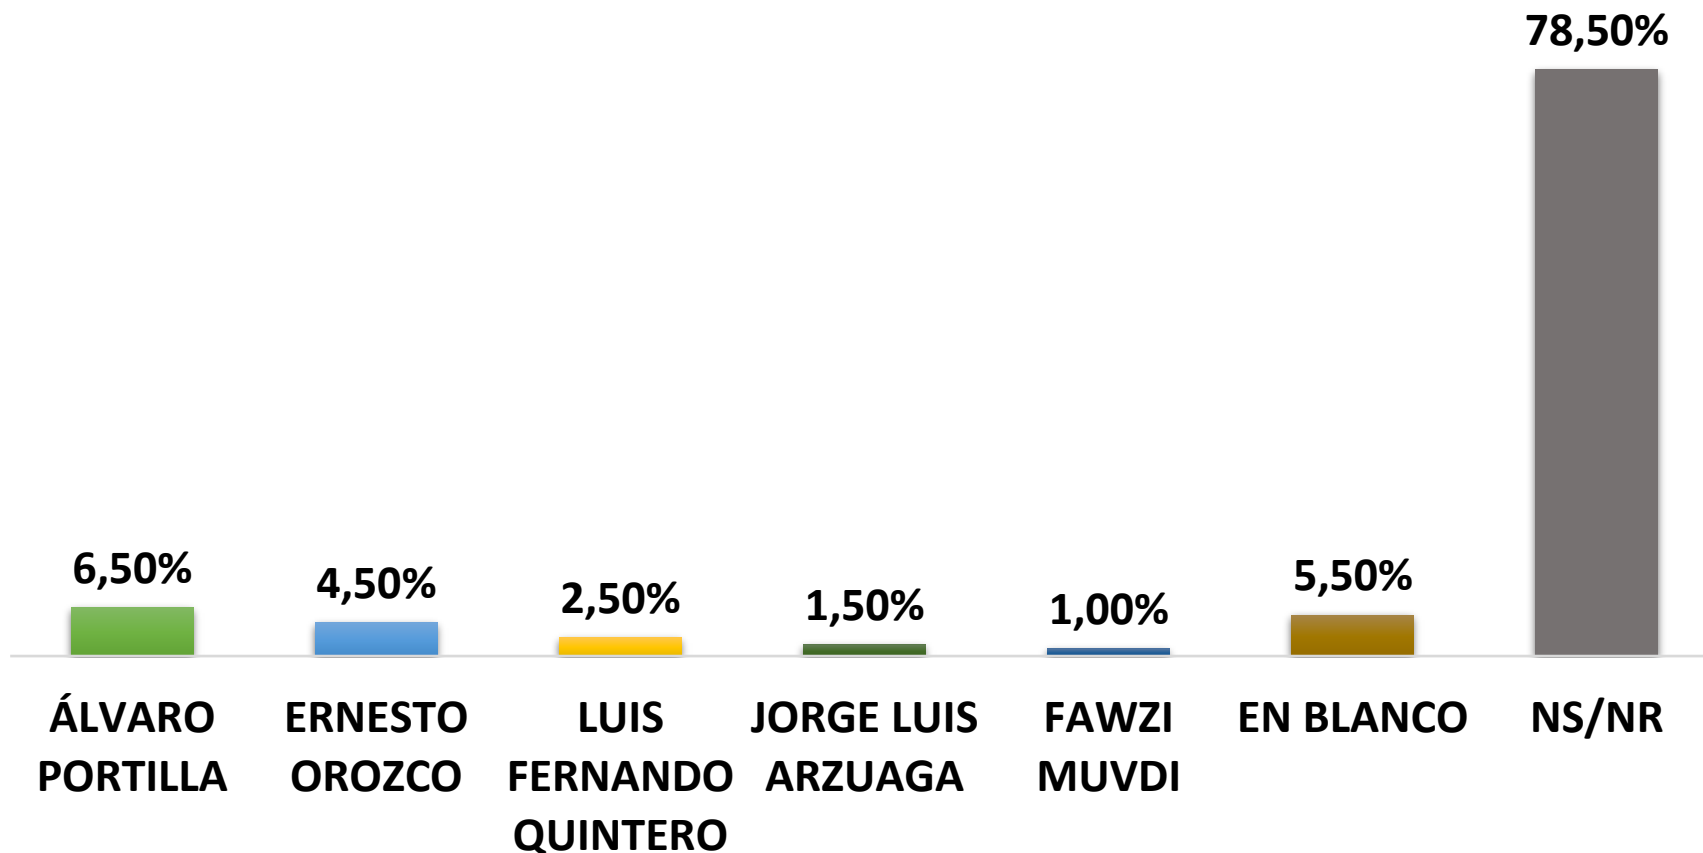 78,50%
6,50%
4,50%
2,50%
1,50%
1,00%
5,50%
ÁLVARO
PORTILLA
ERNESTO
OROZCO
LUIS
FERNANDO
QUINTERO
JORGE LUIS
ARZUAGA
FAWZI
MUVDI
EN BLANCO
NS/NR